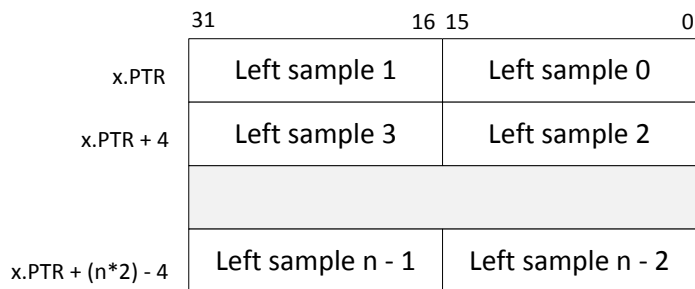 31 16 15 0
x.PTR Left sample 1 Left sample 0
x.PTR + 4 Left sample 3 Left sample 2
x.PTR + (n*2) - 4 Left sample n - 1 Left sample n - 2